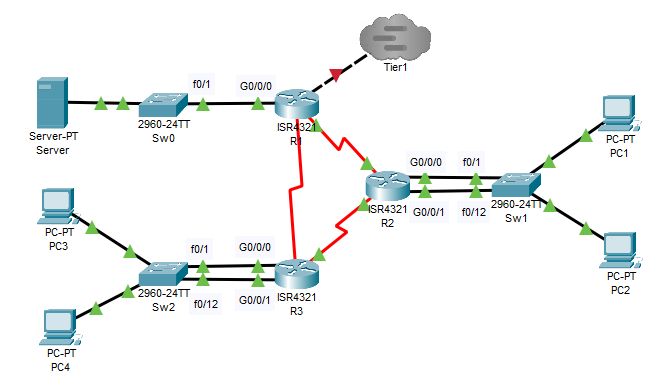 Tier1
f0/1
G0/0/0
Server-PT
Server
2960-24TT
Sw0
ISR4321
R1
PC-PT
PC1
G0/0/0
f0/1
ISR4321
R2
G0/0/1
f0/12
2960-24TT
Sw1
PC-PT
PC3
f0/1
G0/0/0
PC-PT
PC2
2960-24TT
Sw2
f0/12
G0/0/1
ISR4321
R3
PC-PT
PC4